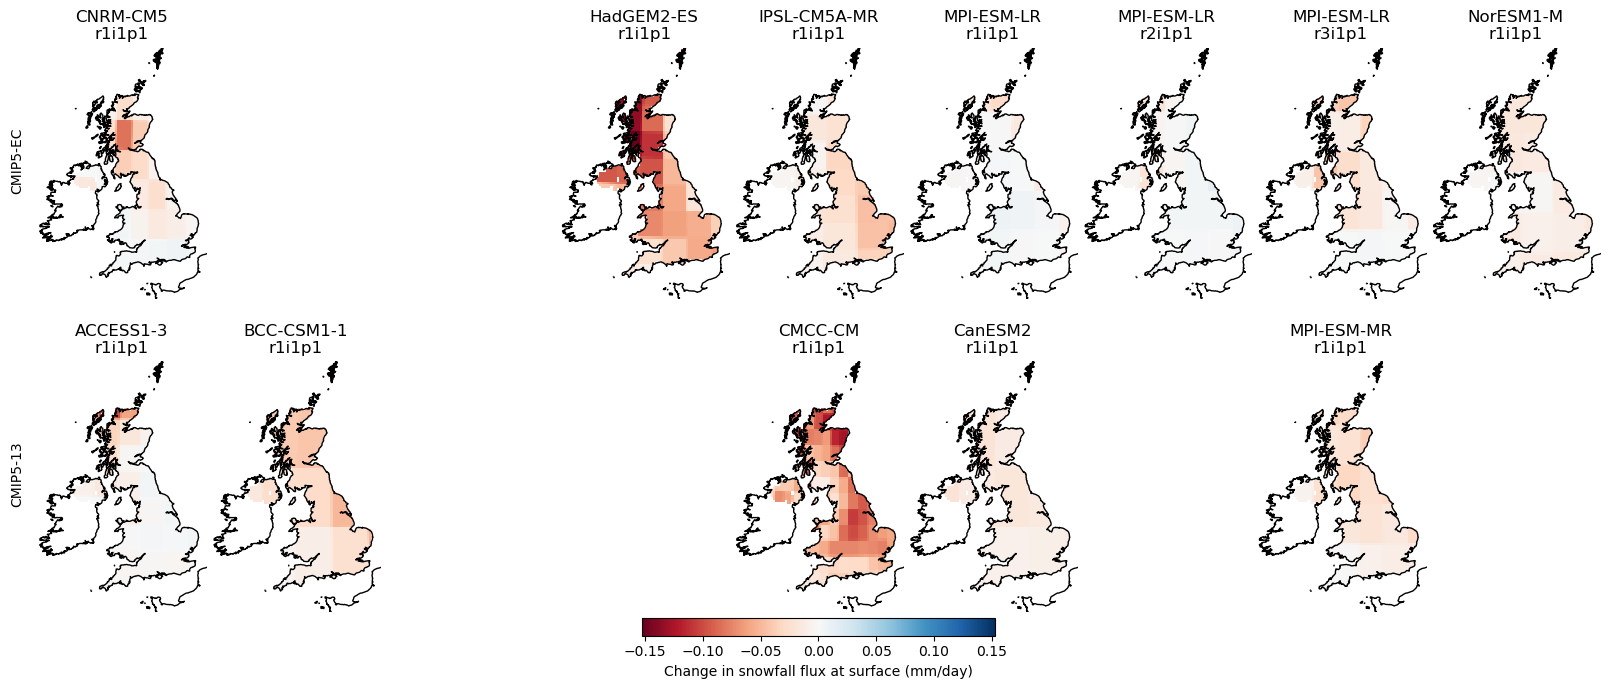 CNRM-CM5
r1i1p1
HadGEM2-ES
r1i1p1
IPSL-CM5A-MR
r1i1p1
MPI-ESM-LR
r1i1p1
MPI-ESM-LR
r2i1p1
MPI-ESM-LR
r3i1p1
NorESM1-M
r1i1p1
CMIP5-EC
ACCESS1-3
r1i1p1
BCC-CSM1-1
r1i1p1
CMCC-CM
r1i1p1
CanESM2
r1i1p1
MPI-ESM-MR
r1i1p1
CMIP5-13
−0.15 −0.10 −0.05 0.00 0.05 0.10 0.15
Change in snowfall flux at surface (mm/day)